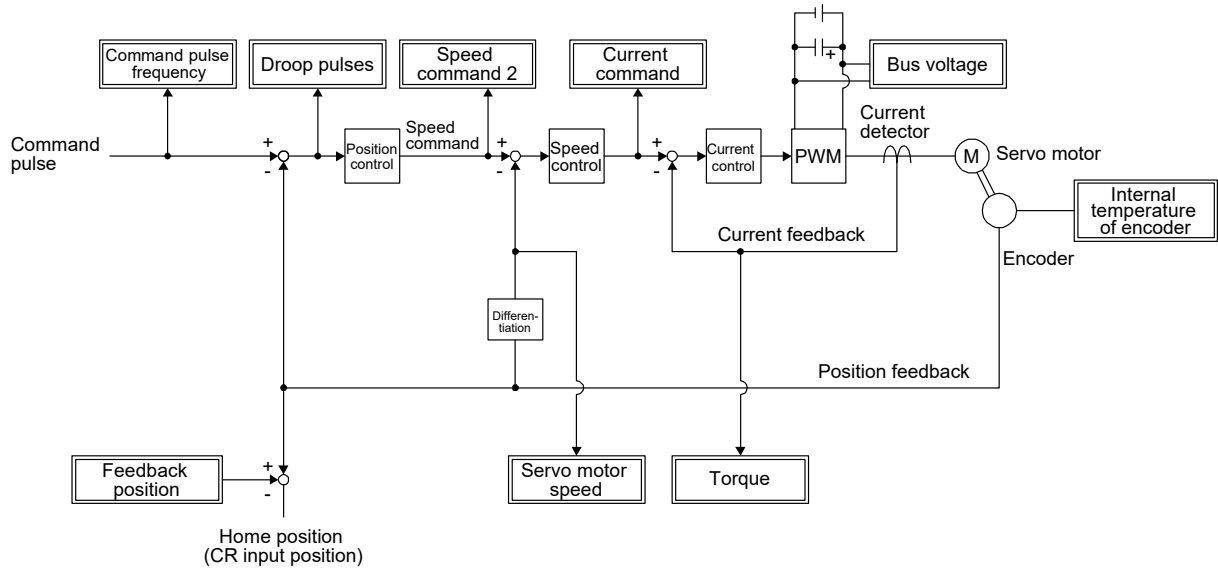 Command pulse
frequency
Droop pulses
Speed
command 2
Current
command
Bus voltage
Command
pulse
+
-
Position
control
Speed
command
+
-
Speed
control
+
-
Current
control
PWM
+
Current
detector
M
Servo motor
Internal
temperature
of encoder
Encoder
Current feedback
Differen-
tiation
Position feedback
Feedback
position
+
-
Servo motor
speed
Torque
Home position
(CR input position)